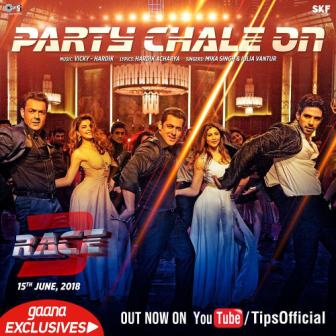 Tips
SKF
PARTY CHALE ON
MUSIC: VICKY - HARDIK LYRICS: HARDIK ACHARYA SINGERS: MIKA SINGH & IULIA VANTUR
3
RACE
15TH JUNE, 2018
gaana
EXCLUSIVES
OUT NOW ON YouTube/TipsOfficial